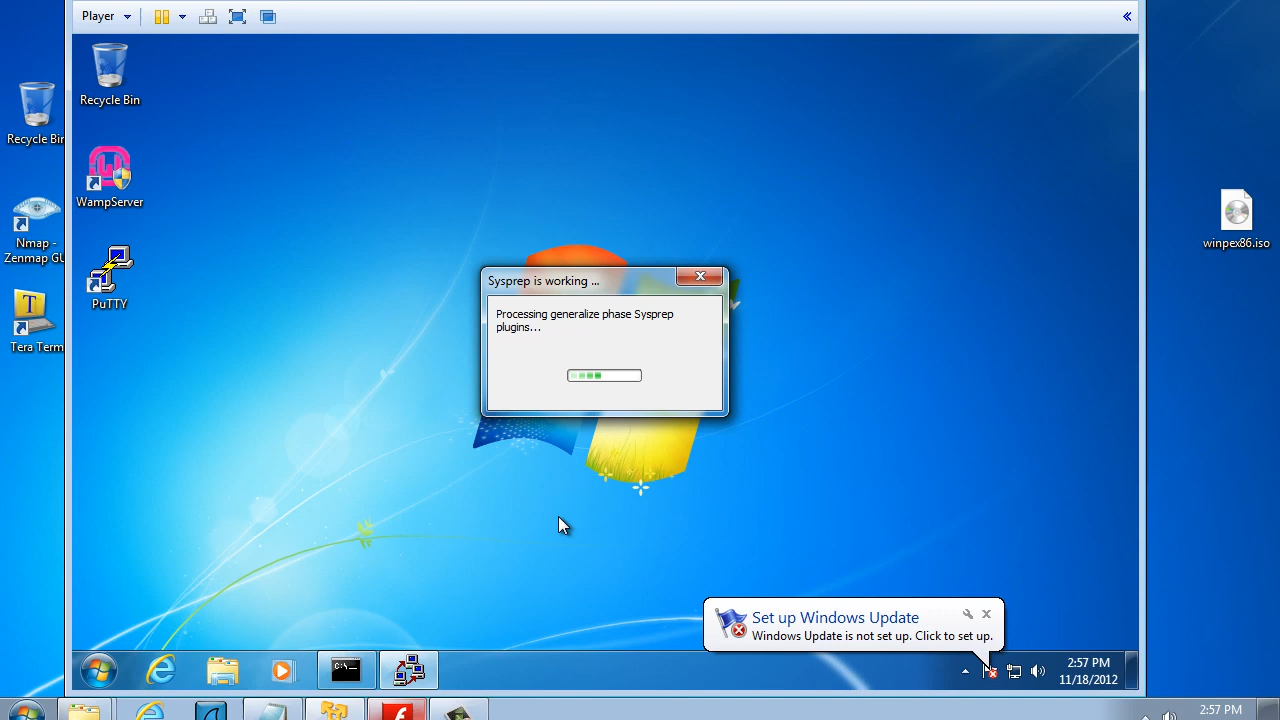 Player
Recycle Bin
Recycle Bin
WampServer
Nmap -
Zenmap GU
PuTTY
Tera Term
winpex86.iso
Sysprep is working ...
Processing generalize phase Sysprep
plugins...
Set up Windows Update
Windows Update is not set up. Click to set up.
C:\_
2:57 PM
11/18/2012
2:57 PM